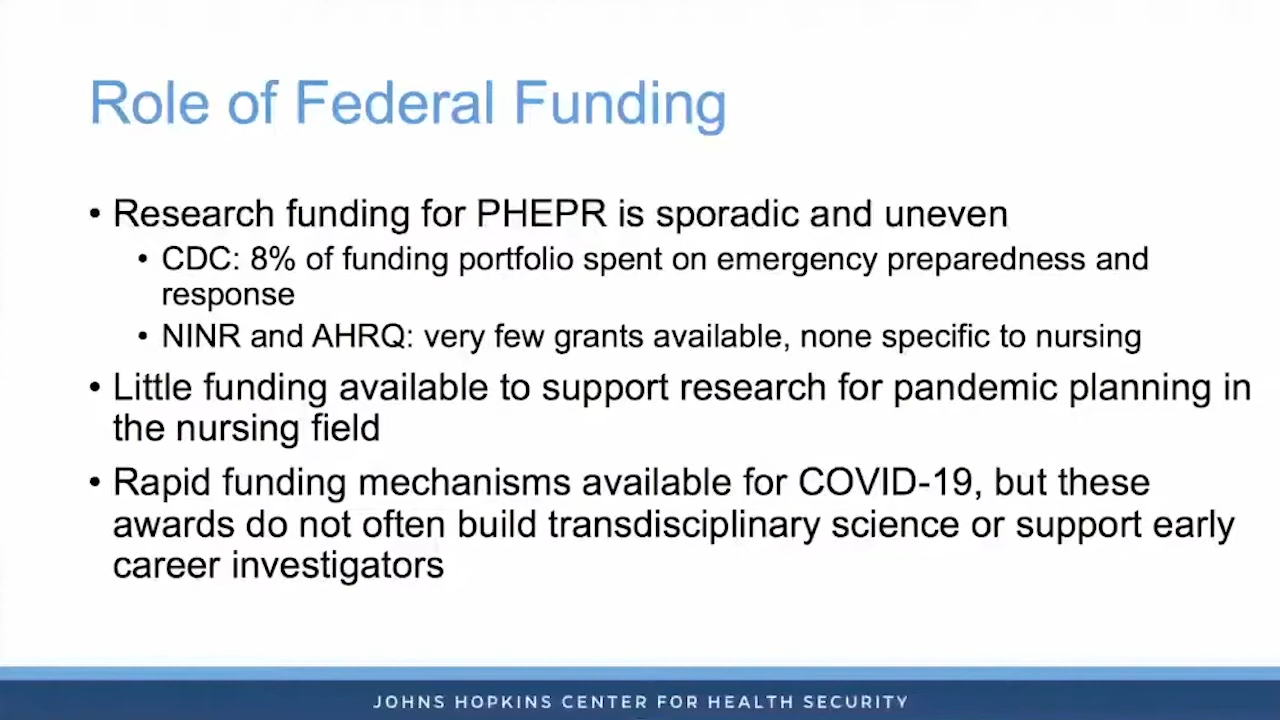 Role of Federal Funding
• Research funding for PHEPR is sporadic and uneven
• CDC: 8% of funding portfolio spent on emergency preparedness and
response
• NINR and AHRQ: very few grants available, none specific to nursing
• Little funding available to support research for pandemic planning in
the nursing field
• Rapid funding mechanisms available for COVID-19, but these
awards do not often build transdisciplinary science or support early
career investigators
JOHNS HOPKINS CENTER FOR HEALTH SECURITY